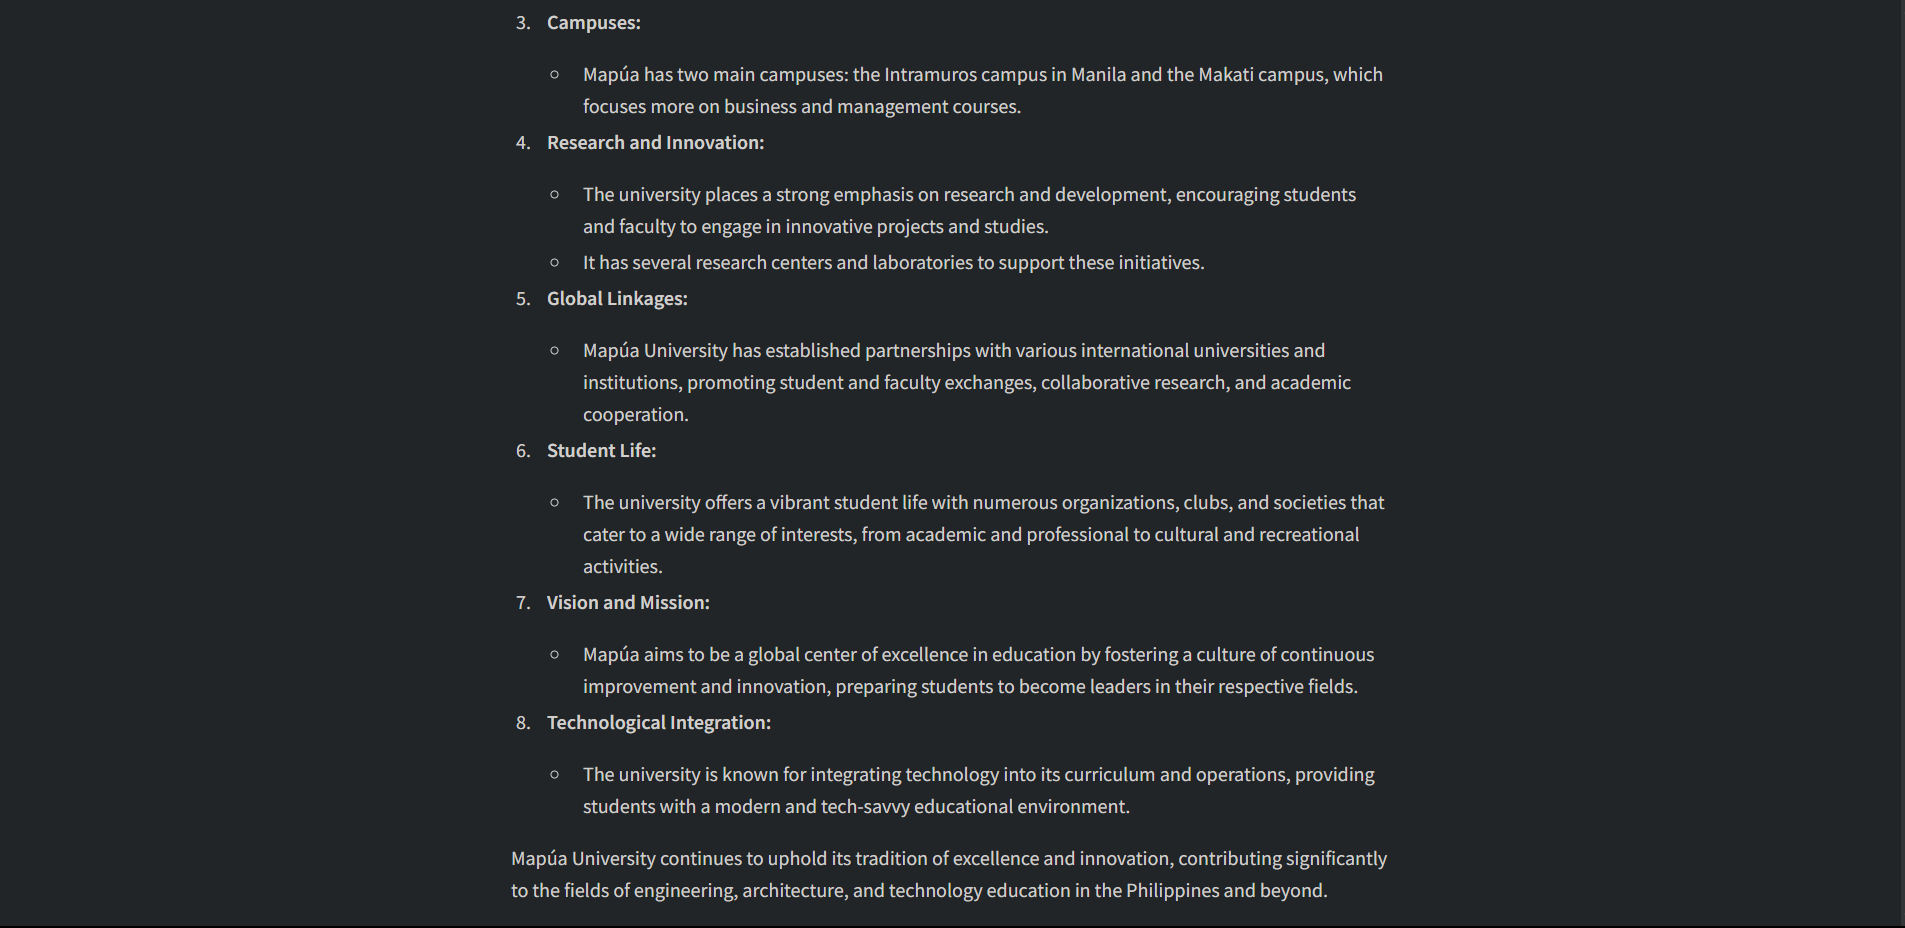 3. Campuses:
○ Mapúa has two main campuses: the Intramuros campus in Manila and the Makati campus, which
focuses more on business and management courses.
4. Research and Innovation:
○ The university places a strong emphasis on research and development, encouraging students
and faculty to engage in innovative projects and studies.
○ It has several research centers and laboratories to support these initiatives.
5. Global Linkages:
○ Mapúa University has established partnerships with various international universities and
institutions, promoting student and faculty exchanges, collaborative research, and academic
cooperation.
6. Student Life:
○ The university offers a vibrant student life with numerous organizations, clubs, and societies that
cater to a wide range of interests, from academic and professional to cultural and recreational
activities.
7. Vision and Mission:
○ Mapúa aims to be a global center of excellence in education by fostering a culture of continuous
improvement and innovation, preparing students to become leaders in their respective fields.
8. Technological Integration:
○ The university is known for integrating technology into its curriculum and operations, providing
students with a modern and tech-savvy educational environment.
Mapúa University continues to uphold its tradition of excellence and innovation, contributing significantly
to the fields of engineering, architecture, and technology education in the Philippines and beyond.